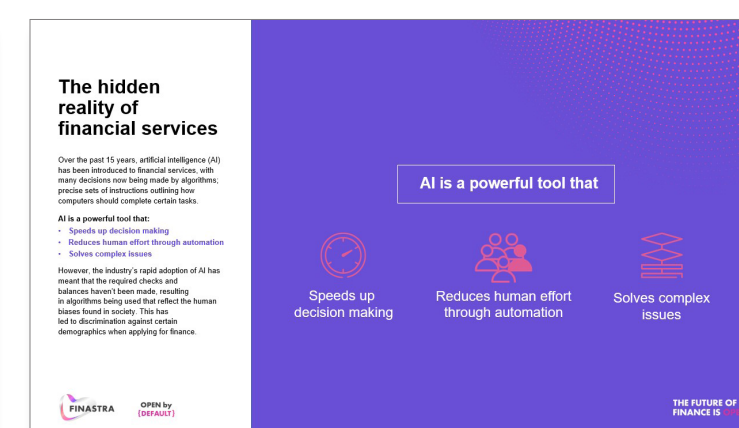 The hidden
reality of
financial services
Over the past 15 years, artificial intelligence (AI)
has been introduced to financial services, with
many decisions now being made by algorithms;
precise sets of instructions outlining how
computers should complete certain tasks.
AI is a powerful tool that:
• Speeds up decision making
• Reduces human effort through automation
• Solves complex issues
However, the industry's rapid adoption of AI has
meant that the required checks and
balances haven't been made, resulting
in algorithms being used that reflect the human
biases found in society. This has
led to discrimination against certain
demographics when applying for finance.
FINASTRA
OPEN by
{DEFAULT}
AI is a powerful tool that
Speeds up
decision making
Reduces human effort
through automation
Solves complex
issues
THE FUTURE OF
FINANCE IS